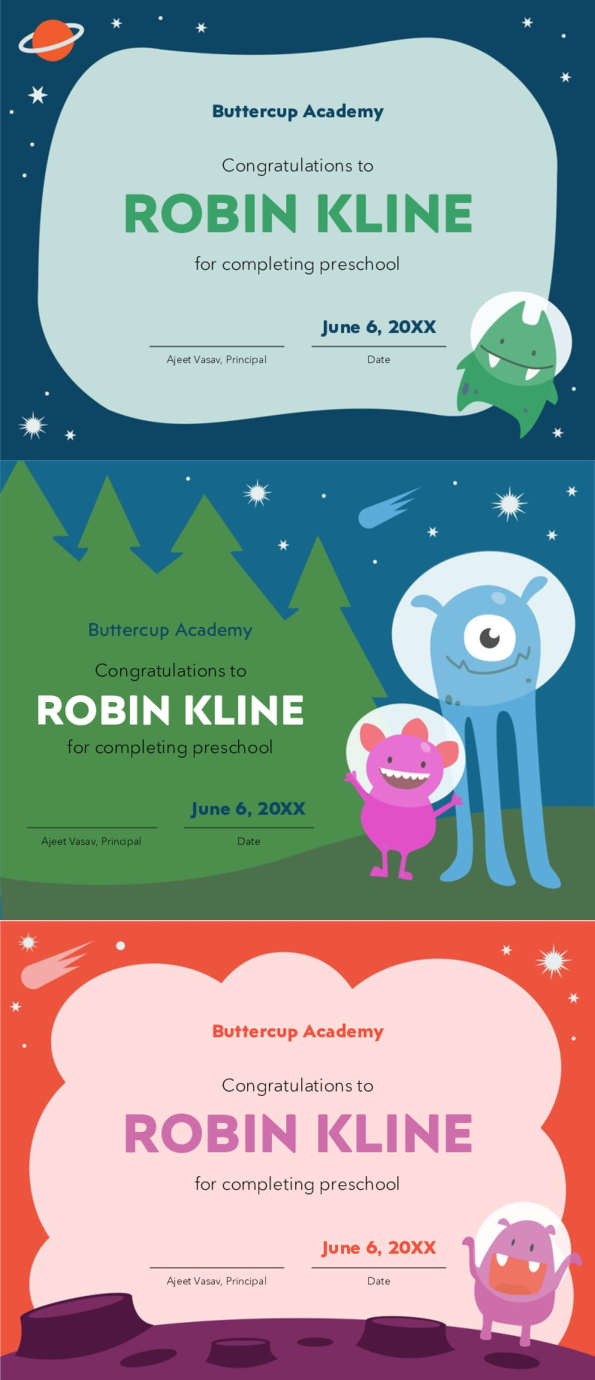 Buttercup Academy
Congratulations to
ROBIN KLINE
for completing preschool
June 6, 20XX
Ajeet Vasav, Principal
Date
Buttercup Academy
Congratulations to
ROBIN KLINE
for completing preschool
June 6, 20XX
Ajeet Vasav, Principal
Date
Buttercup Academy
Congratulations to
ROBIN KLINE
for completing preschool
June 6, 20XX
Ajeet Vasav, Principal
Date